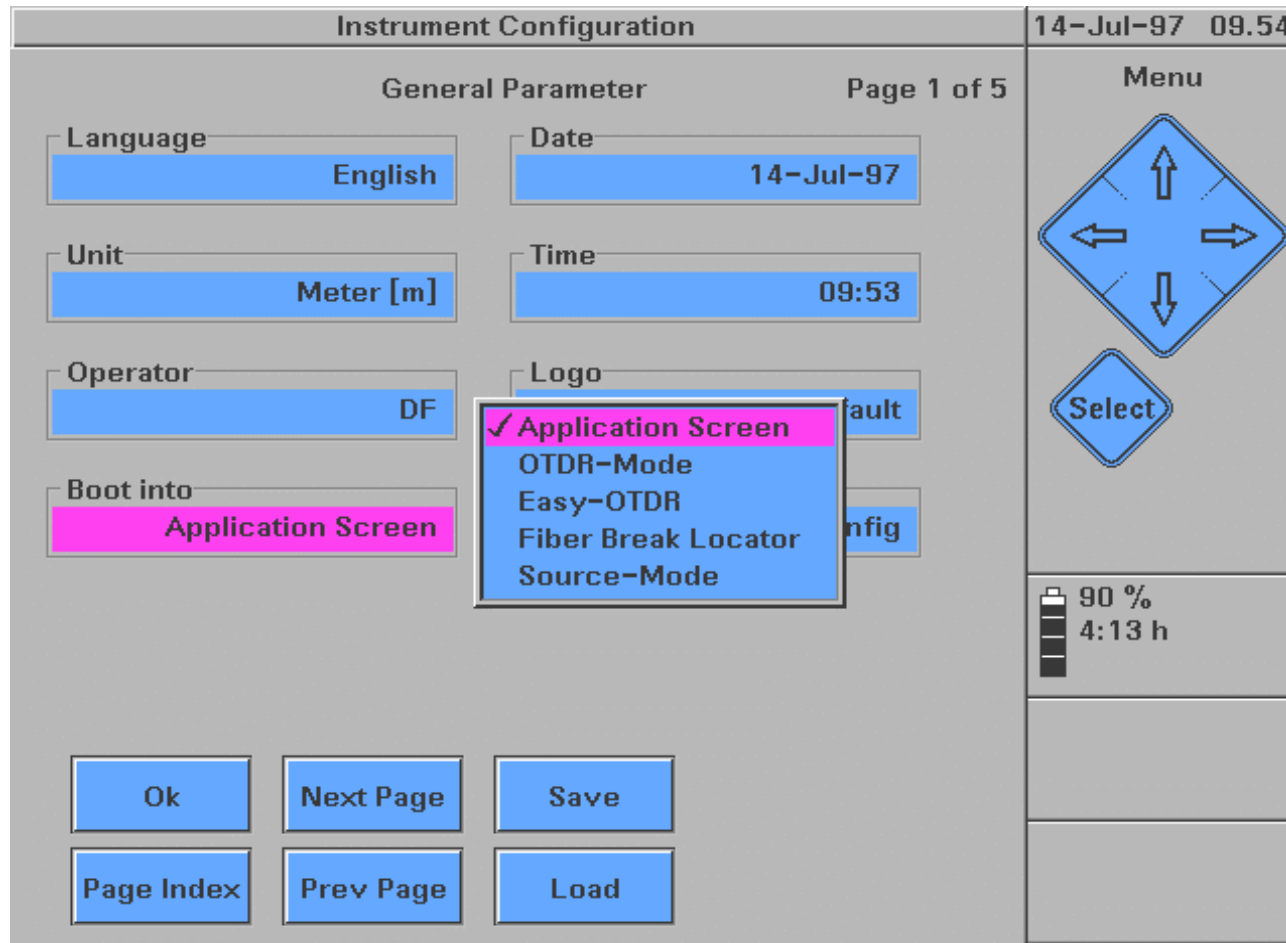 Instrument Configuration
14-Jul-97 09.54
General Parameter
Page 1 of 5
Menu
Language
English
Date
14-Jul-97
Unit
Meter [m]
Time
09:53
Operator
DF
Logo
fault
Boot into
Application Screen
nfig
✓ Application Screen
OTDR-Mode
Easy-OTDR
Fiber Break Locator
Source-Mode
Select
90 %
4:13 h
Ok
Next Page
Save
Page Index
Prev Page
Load